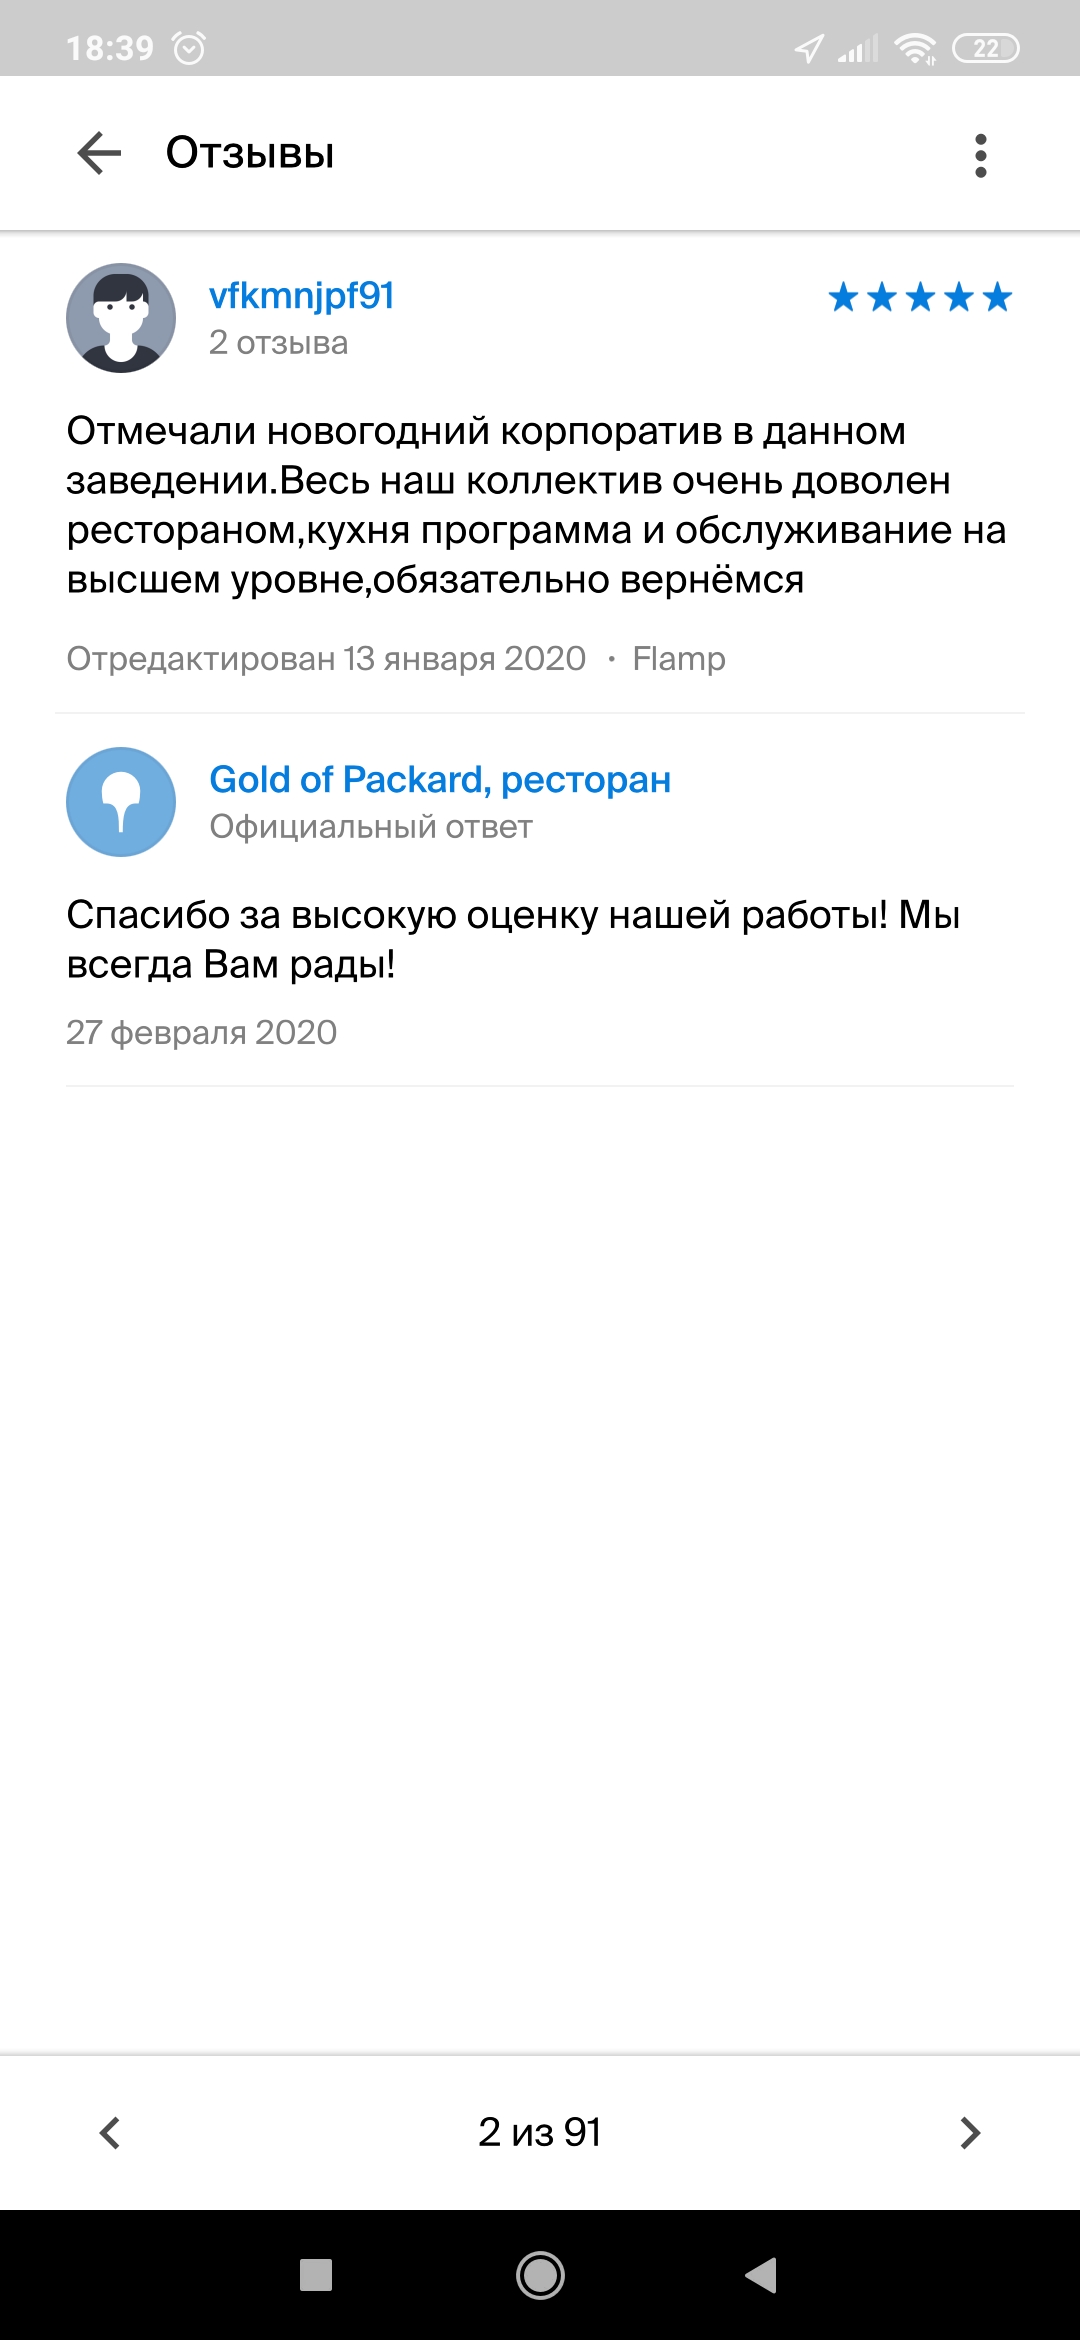 18:39
22
Отзывы
vfkmnjpf91
2 отзыва
Отмечали новогодний корпоратив в данном
заведении.Весь наш коллектив очень доволен
рестораном,кухня программа и обслуживание на
высшем уровне,обязательно вернёмся
Отредактирован 13 января 2020 • Flamp
Gold of Packard, ресторан
Официальный ответ
Спасибо за высокую оценку нашей работы! Мы
всегда Вам рады!
27 февраля 2020
2 из 91